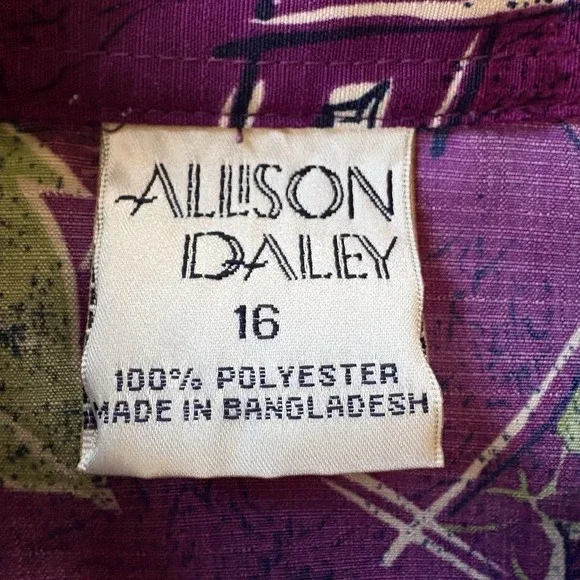 ALLISON
DALEY
16
100% POLYESTER
MADE IN BANGLADESH